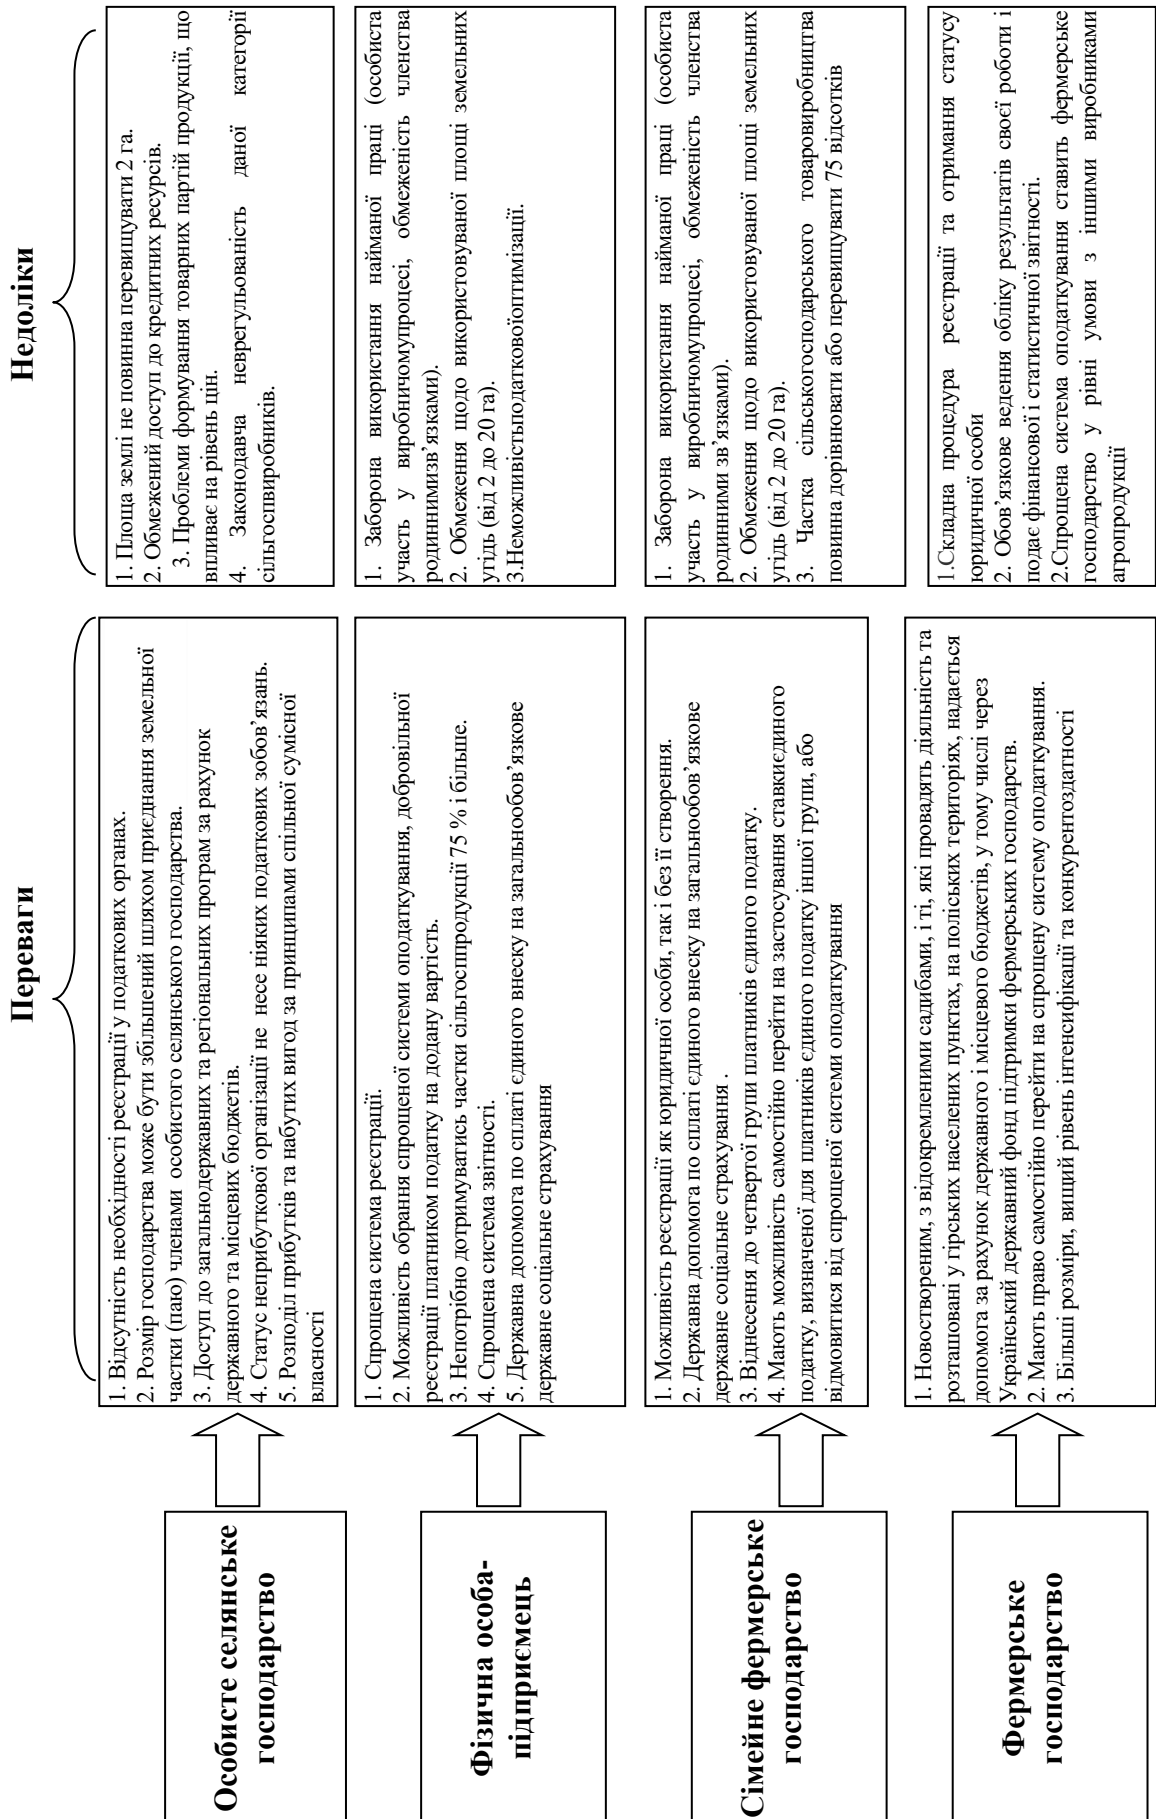 Переваги
Недоліки
Особисте селянське
господарство
1. Відсутність необхідності реєстрації у податкових органах.
2. Розмір господарства може бути збільшений шляхом приєднання земельної
частки (паю) членами особистого селянського господарства.
3. Доступ до загальнодержавних та регіональних програм за рахунок
державного та місцевих бюджетів.
4. Статус неприбуткової організації не несе ніяких податкових зобов’язань.
5. Розподіл прибутків та набутих вигод за принципами спільної сумісної
власності
1. Площа землі не повинна перевищувати 2 га.
2. Обмежений доступ до кредитних ресурсів.
3. Проблеми формування товарних партій продукції, що
впливає на рівень цін.
4. Законодавча неврегульованість даної категорії
сільгоспвиробників.
Фізична особа-
підприємець
1. Спрощена система реєстрації.
2. Можливість обрання спрощеної системи оподаткування, добровільної
реєстрації платником податку на додану вартість.
3. Непотрібно дотримуватись частки сільгоспродукції 75 % і більше.
4. Спрощена система звітності.
5. Державна допомога по сплаті єдиного внеску на загальнообов’язкове
державне соціальне страхування
1. Заборона використання найманої праці (особиста
участь у виробничомупроцесі, обмеженість членства
родиннимизв’язками).
2. Обмеження щодо використовуваної площі земельних
угідь (від 2 до 20 га).
3.Неможливістьподатковоїоптимізації.
Сімейне фермерське
господарство
1. Можливість реєстрації як юридичної особи, так і без її створення.
2. Державна допомога по сплаті єдиного внеску на загальнообов’язкове
державне соціальне страхування .
3. Віднесення до четвертої групи платників єдиного податку.
4. Мають можливість самостійно перейти на застосування ставкиєдиного
податку, визначеної для платників єдиного податку іншої групи, або
відмовитися від спрощеної системи оподаткування
1. Заборона використання найманої праці (особиста
участь у виробничомупроцесі, обмеженість членства
родинними зв’язками).
2. Обмеження щодо використовуваної площі земельних
угідь (від 2 до 20 га).
3. Частка сільськогосподарського товаровиробництва
повинна дорівнювати або перевищувати 75 відсотків
Фермерське
господарство
1. Новоствореним, з відокремленими садибами, і ті, які провадять діяльність та
розташовані у гірських населених пунктах, на поліських територіях, надається
допомога за рахунок державного і місцевого бюджетів, у тому числі через
Український державний фонд підтримки фермерських господарств.
2. Мають право самостійно перейти на спрощену систему оподаткування.
3. Більші розміри, вищий рівень інтенсифікації та конкурентоздатності
1.Складна процедура реєстрації та отримання статусу
юридичної особи
2. Обов’язкове ведення обліку результатів своєї роботи і
подає фінансової і статистичної звітності.
2.Спрощена система оподаткування ставить фермерське
господарство у рівні умови з іншими виробниками
агропродукції